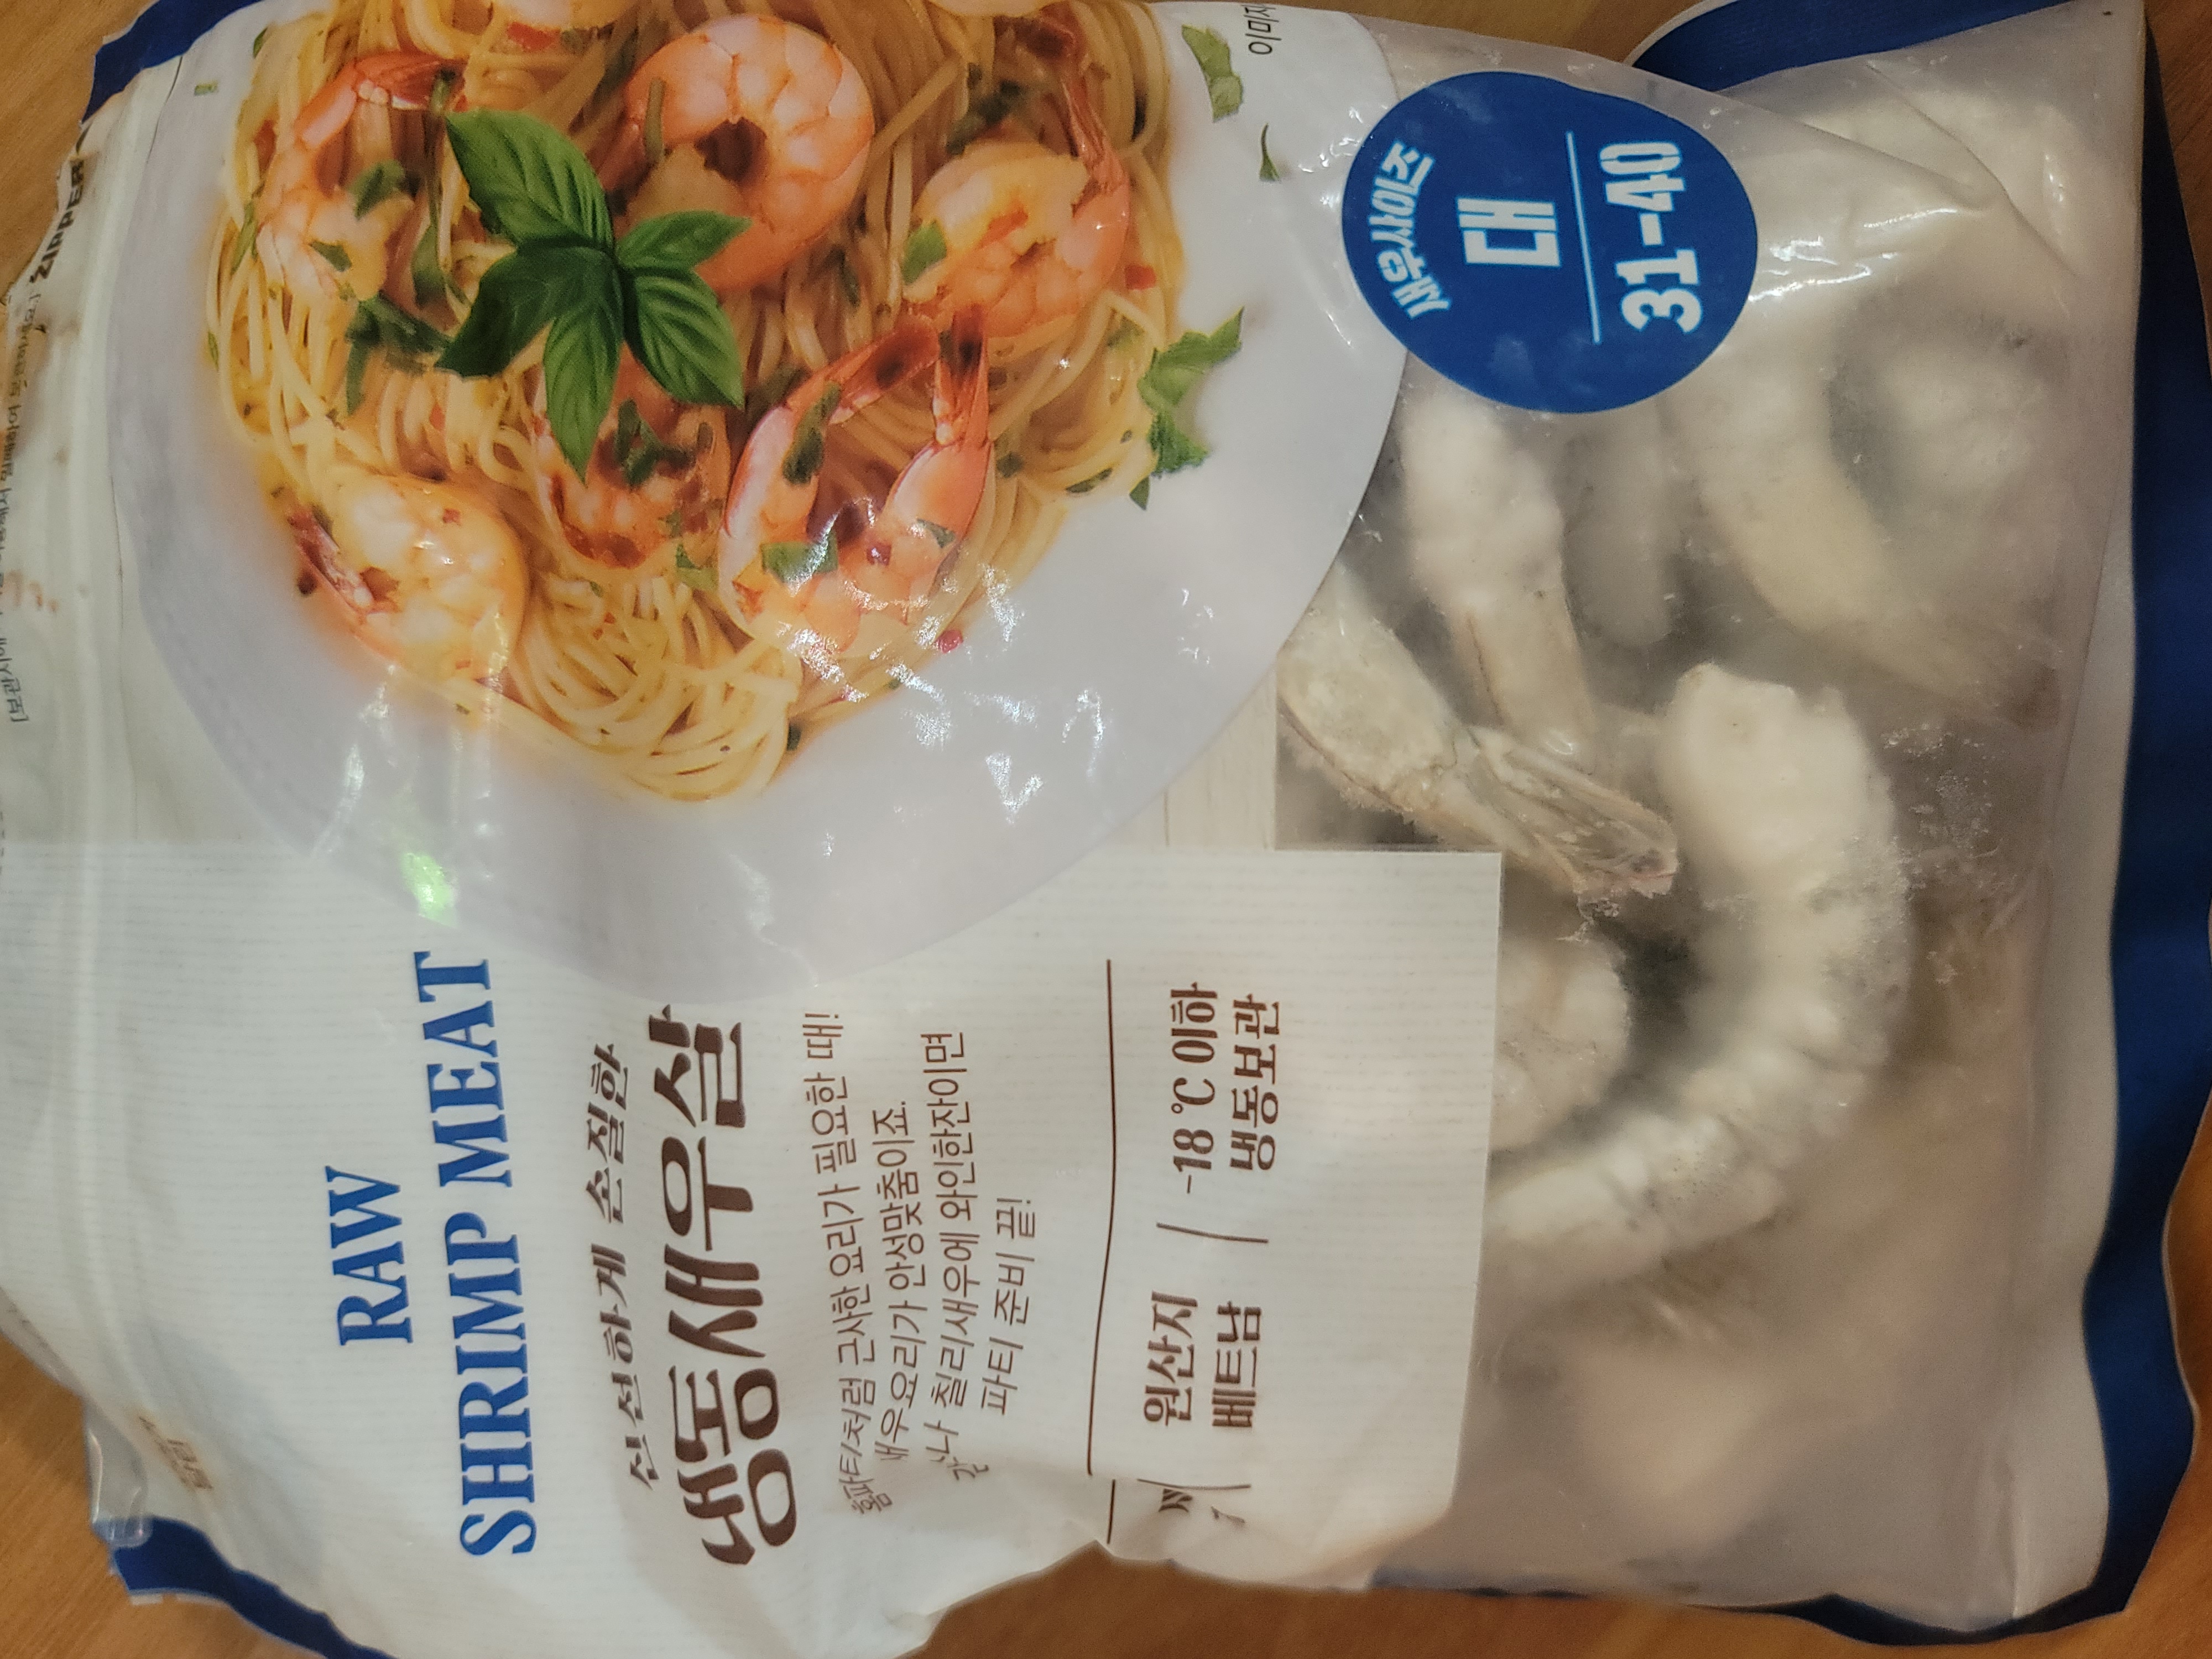 ZIPPER
RAW
SHRIMP MEAT
신선하게 손질한
냉동새우살
홈파티처럼 근사한 요리가 필요한 때!
새우요리가 안성맞춤이죠.
칠리새우에 와인한잔이면
파티 준비 끝!
원산지
베트남
-18℃ 이하
냉동보관
새우사이즈
대
31-40
이미지